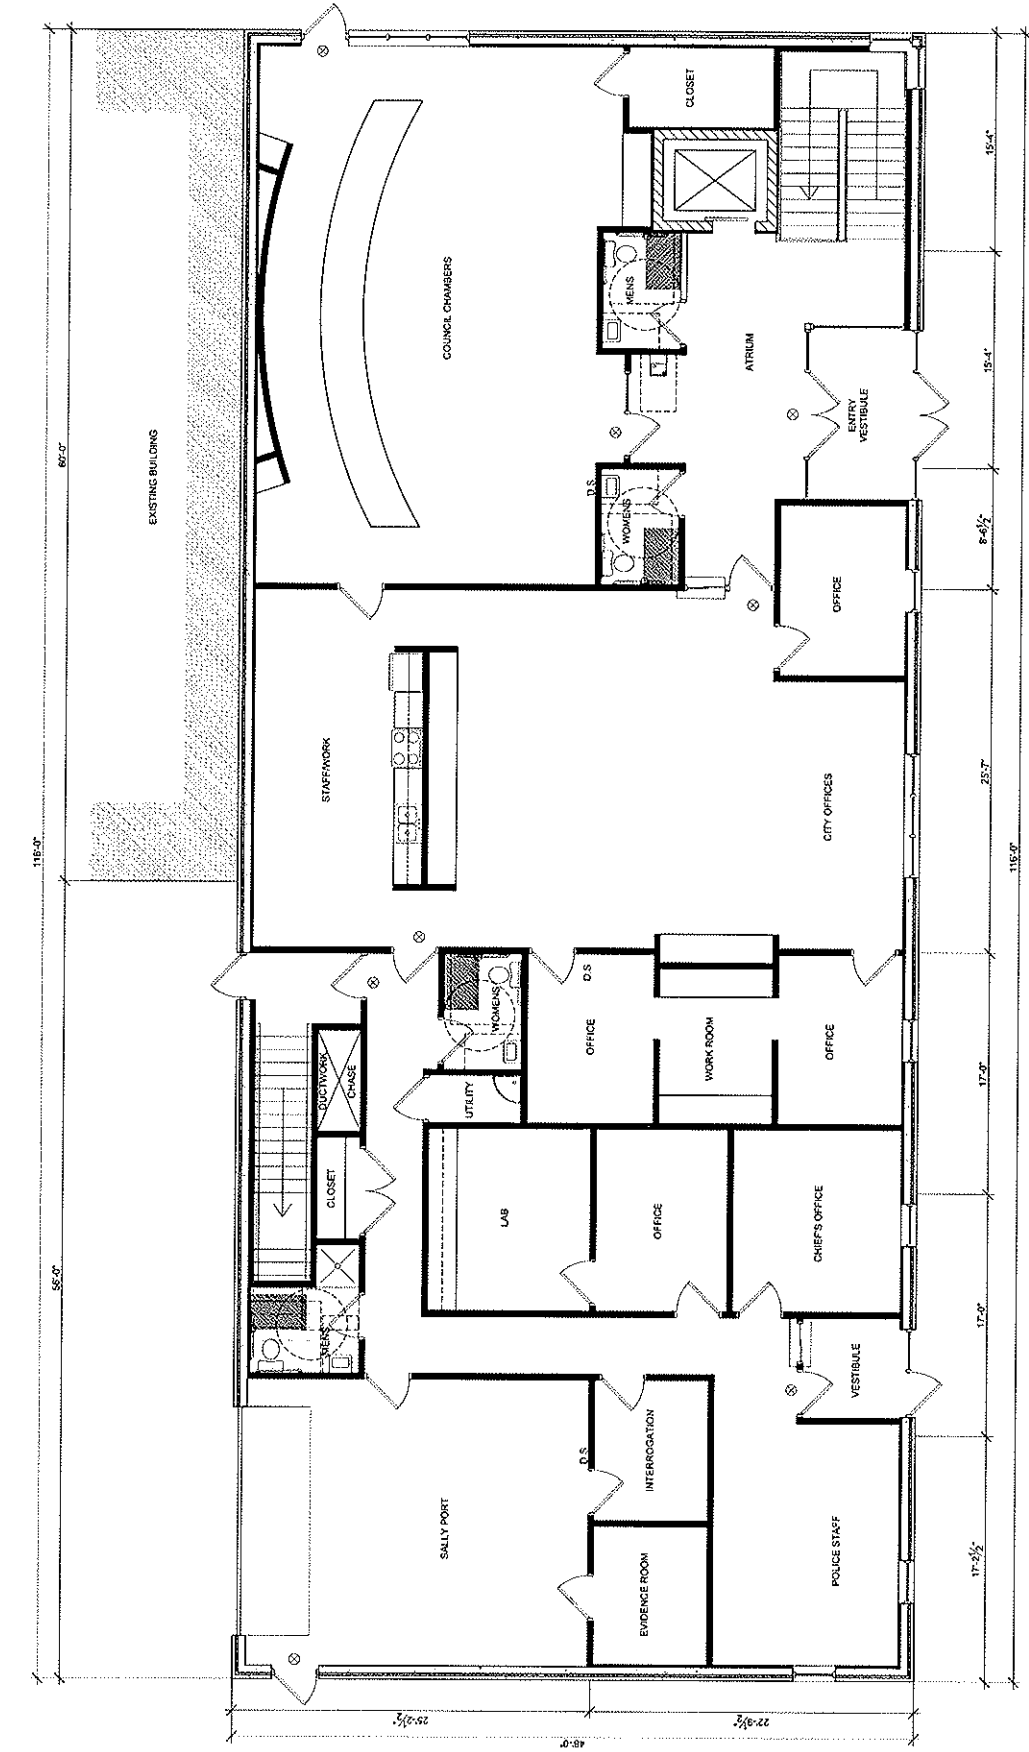 CLOSET
15'-4"
COUNCIL CHAMBERS
MENS
ATRIUM
15'-4"
ENTRY
VESTIBULE
EXISTING BUILDING
60'-0"
D.S
WOMENS
8'-6½"
OFFICE
STAFF/WORK
25'-7"
CITY OFFICES
116'-0"
116'-0"
D.S
WOMENS
OFFICE
WORK ROOM
OFFICE
DUCTWORK
CHASE
UTILITY
17'-0"
CLOSET
LAB
OFFICE
CHIEF'S OFFICE
56'-0"
MENS
17'-0"
VESTIBULE
D.S
INTERROGATION
SALLY PORT
POLICE STAFF
EVIDENCE ROOM
17'-2½"
25'-2½"
22'-9½"
48'-0"